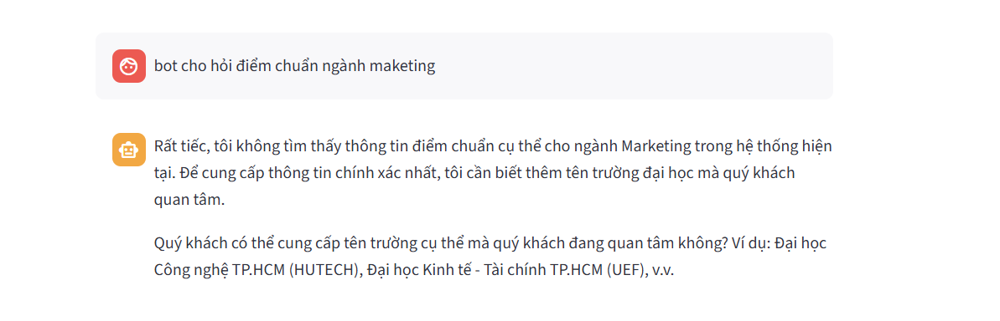 bot cho hỏi điểm chuẩn ngành maketing
Rất tiếc, tôi không tìm thấy thông tin điểm chuẩn cụ thể cho ngành Marketing trong hệ thống hiện
tại. Để cung cấp thông tin chính xác nhất, tôi cần biết thêm tên trường đại học mà quý khách
quan tâm.
Quý khách có thể cung cấp tên trường cụ thể mà quý khách đang quan tâm không? Ví dụ: Đại học
Công nghệ TP.HCM (HUTECH), Đại học Kinh tế - Tài chính TP.HCM (UEF), v.v.